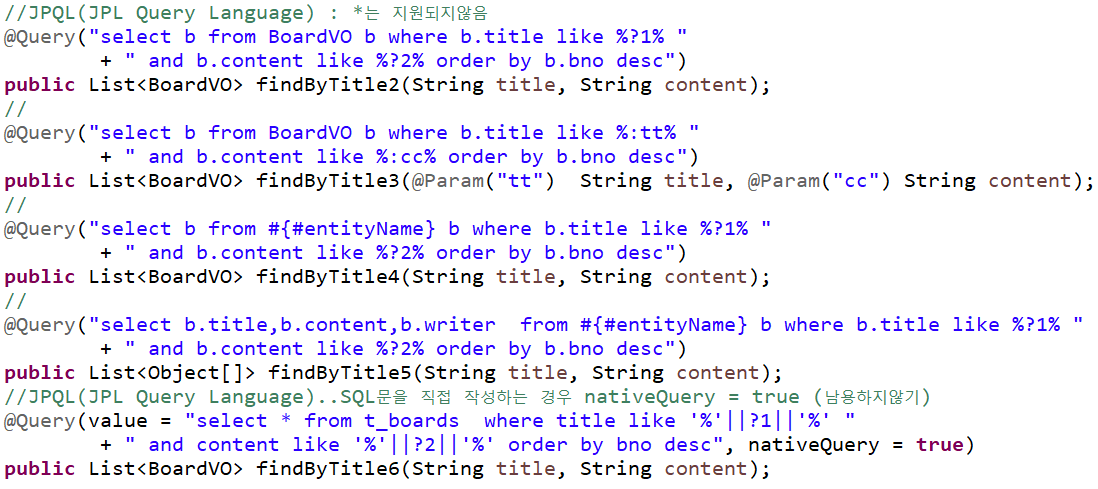 //JPQL(JPL Query Language) : *는 지원되지않음
@Query("select b from BoardVO b where b.title like %?1% "
        + " and b.content like %?2% order by b.bno desc")
public List<BoardVO> findByTitle2(String title, String content);
//
@Query("select b from BoardVO b where b.title like %:tt% "
        + " and b.content like %:cc% order by b.bno desc")
public List<BoardVO> findByTitle3(@Param("tt")  String title, @Param("cc") String content);
//
@Query("select b from #{#entityName} b where b.title like %?1% "
        + " and b.content like %?2% order by b.bno desc")
public List<BoardVO> findByTitle4(String title, String content);
//
@Query("select b.title,b.content,b.writer  from #{#entityName} b where b.title like %?1% "
        + " and b.content like %?2% order by b.bno desc")
public List<Object[]> findByTitle5(String title, String content);
//JPQL(JPL Query Language)..SQL문을 직접 작성하는 경우 nativeQuery = true (남용하지않기)
@Query(value = "select * from t_boards  where title like '%'||?1||'%' "
        + " and content like '%'||?2||'%' order by bno desc", nativeQuery = true)
public List<BoardVO> findByTitle6(String title, String content);